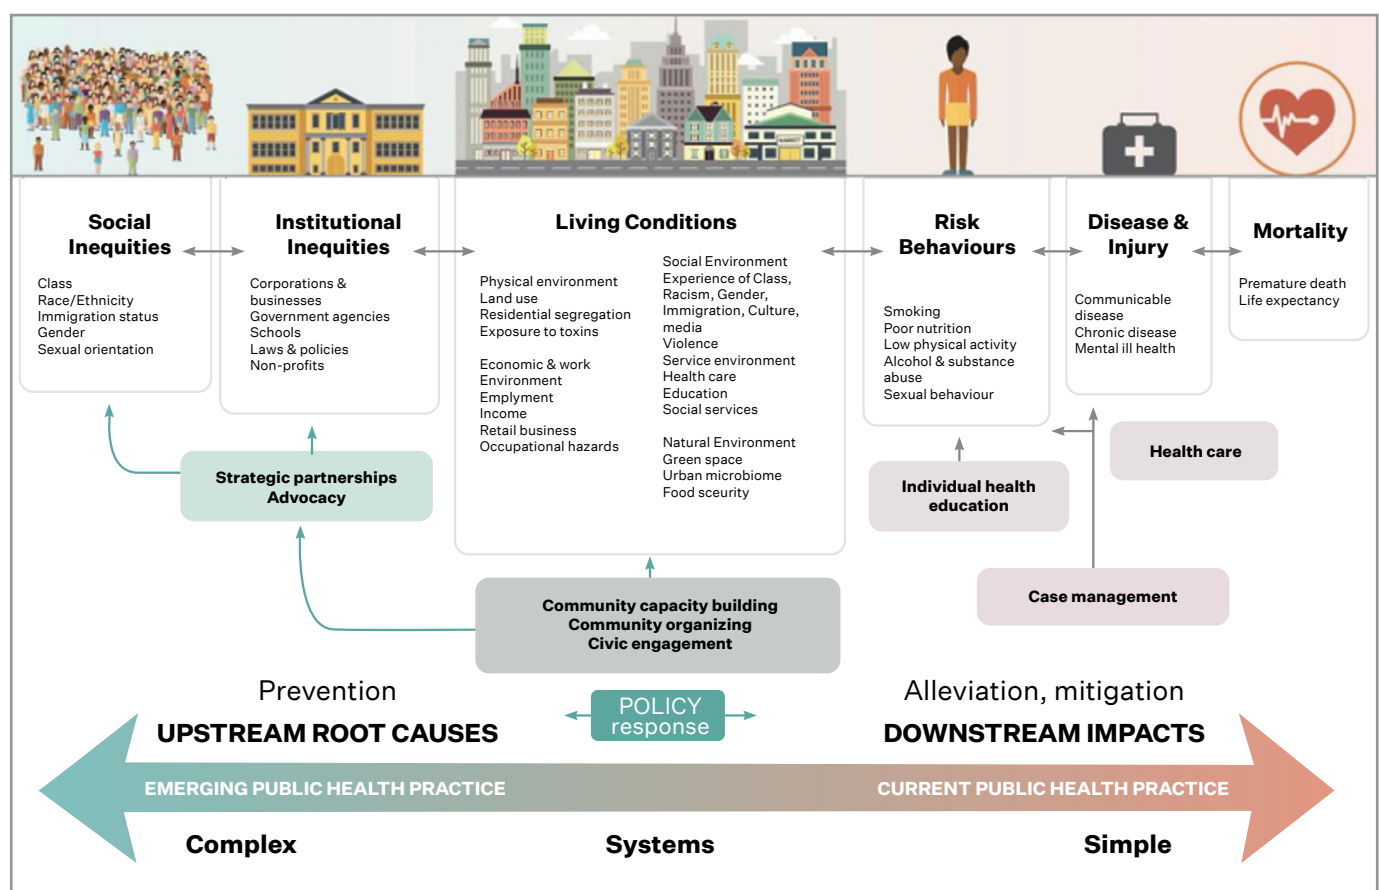 Social
Inequities
Class
Race/Ethnicity
Immigration status
Gender
Sexual orientation
Institutional
Inequities
Corporations &
businesses
Government agencies
Schools
Laws & policies
Non-profits
Living Conditions
Physical environment
Land use
Residential segregation
Exposure to toxins
Economic & work
Environment
Emplyment
Income
Retail business
Occupational hazards
Social Environment
Experience of Class,
Racism, Gender,
Immigration, Culture,
media
Violence
Service environment
Health care
Education
Social services
Natural Environment
Green space
Urban microbiome
Food sceurity
Risk
Behaviours
Smoking
Poor nutrition
Low physical activity
Alcohol & substance
abuse
Sexual behaviour
Disease &
Injury
Communicable
disease
Chronic disease
Mental ill health
Mortality
Premature death
Life expectancy
Strategic partnerships
Advocacy
Individual health
education
Health care
Case management
Community capacity building
Community organizing
Civic engagement
Prevention
UPSTREAM ROOT CAUSES
POLICY
response
Alleviation, mitigation
DOWNSTREAM IMPACTS
EMERGING PUBLIC HEALTH PRACTICE
CURRENT PUBLIC HEALTH PRACTICE
Complex
Systems
Simple